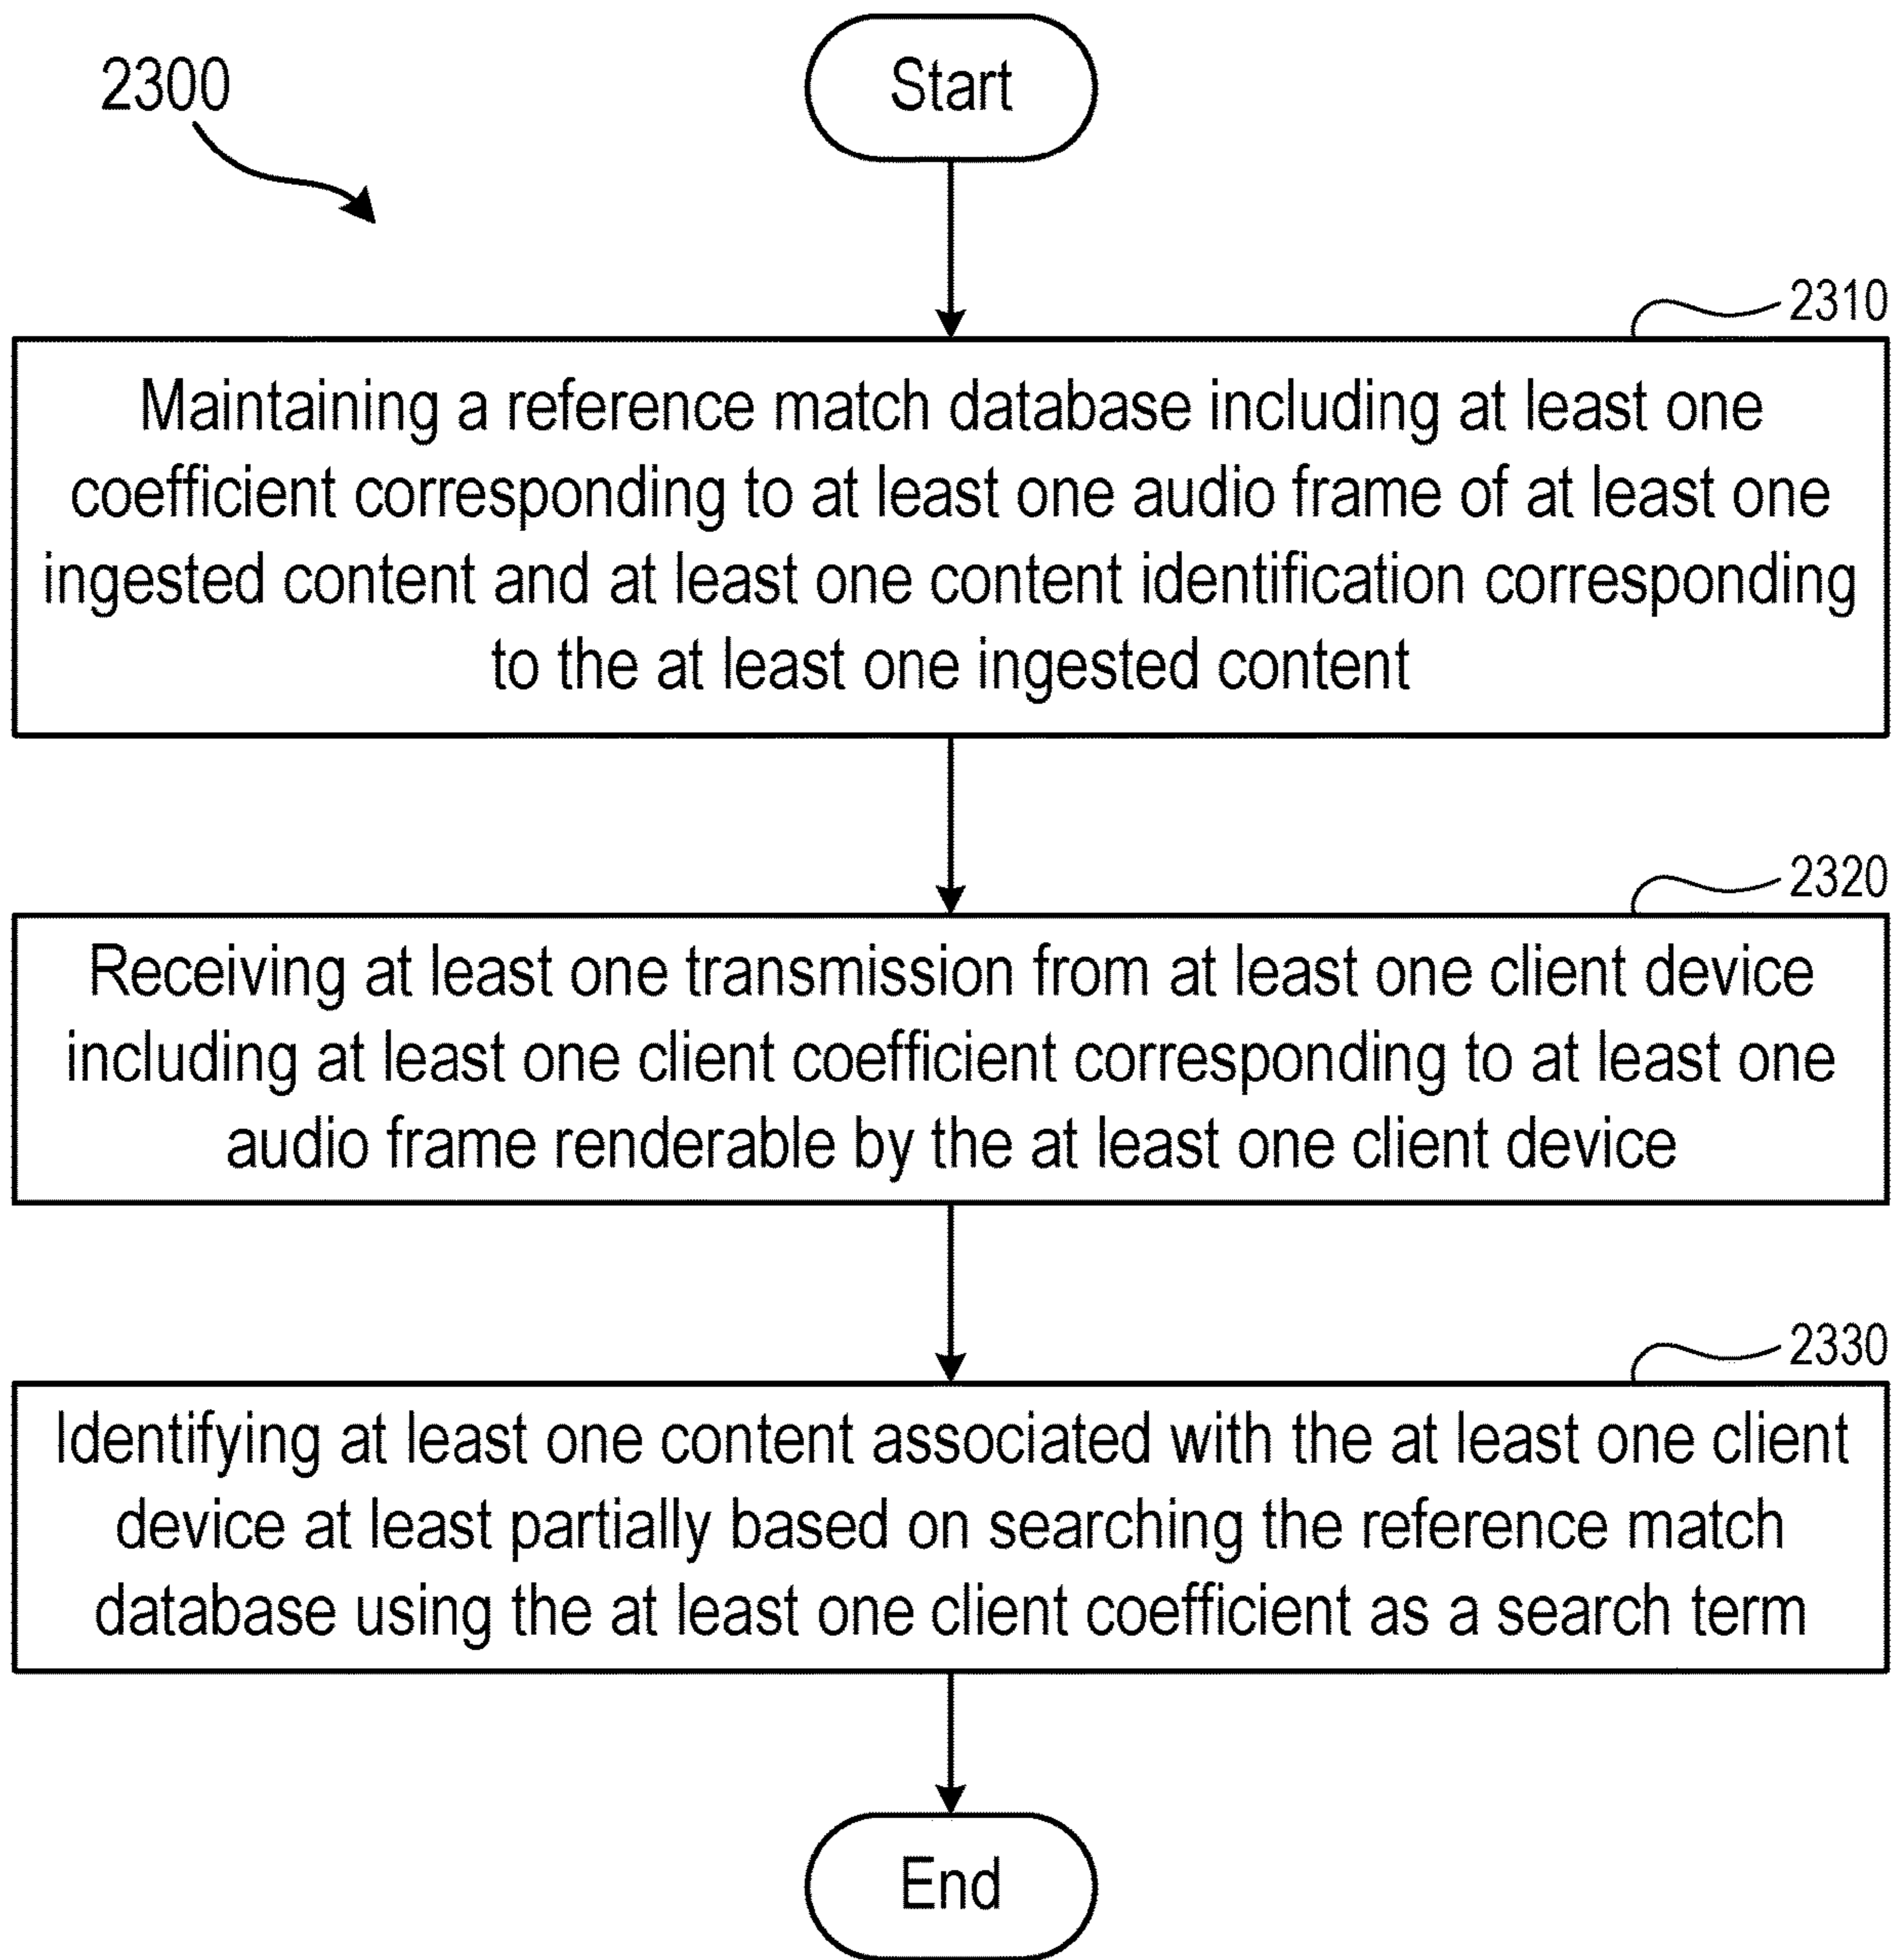 2300
Start
2310
Maintaining a reference match database including at least one
coefficient corresponding to at least one audio frame of at least one
ingested content and at least one content identification corresponding
to the at least one ingested content
2320
Receiving at least one transmission from at least one client device
including at least one client coefficient corresponding to at least one
audio frame renderable by the at least one client device
2330
Identifying at least one content associated with the at least one client
device at least partially based on searching the reference match
database using the at least one client coefficient as a search term
End